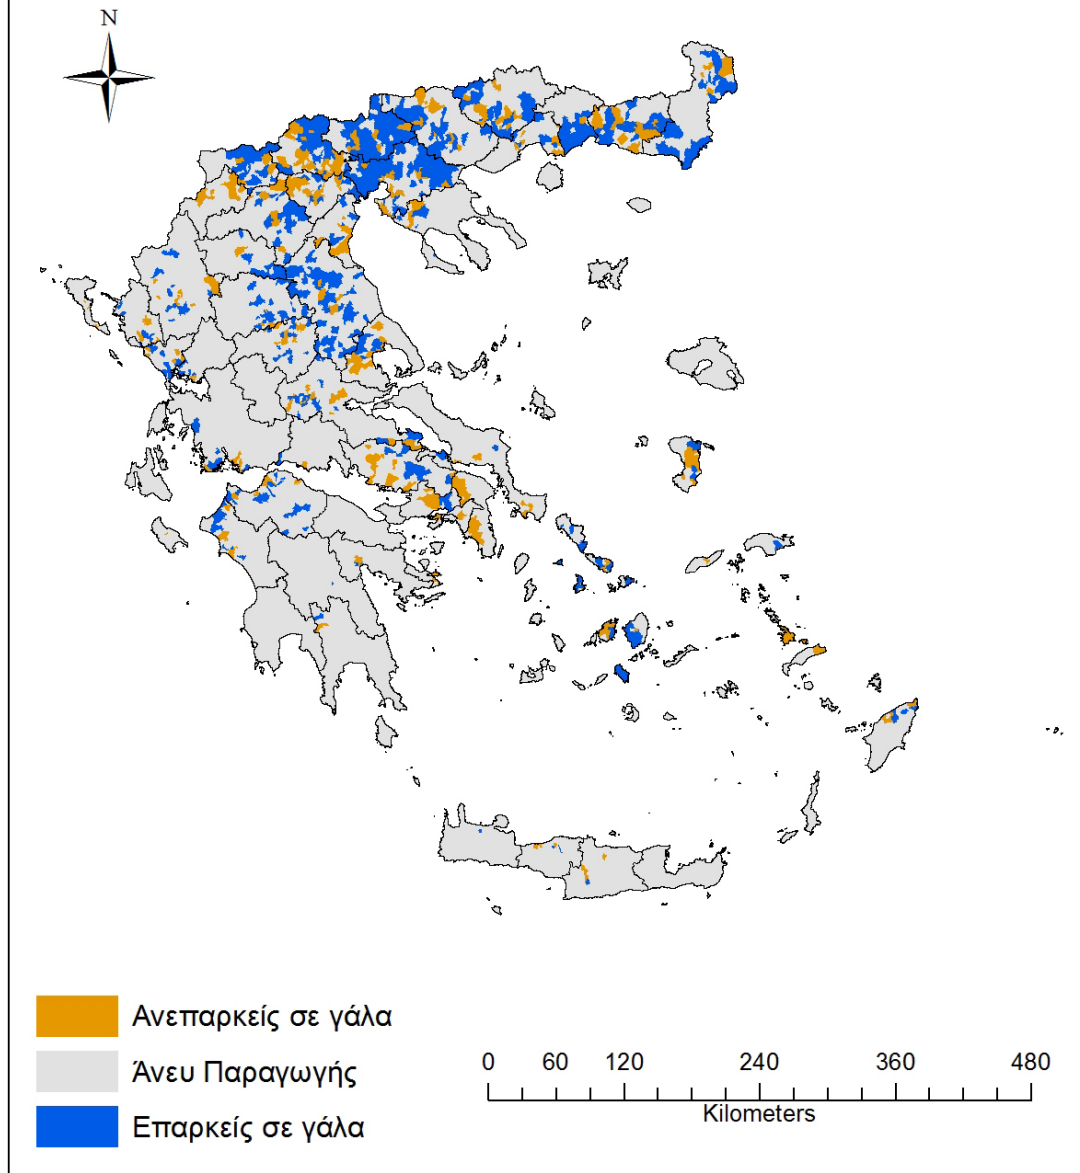 N
Ανεπαρκείς σε γάλα
Άνευ Παραγωγής
Επαρκείς σε γάλα
0 60 120 240 360 480
Kilometers